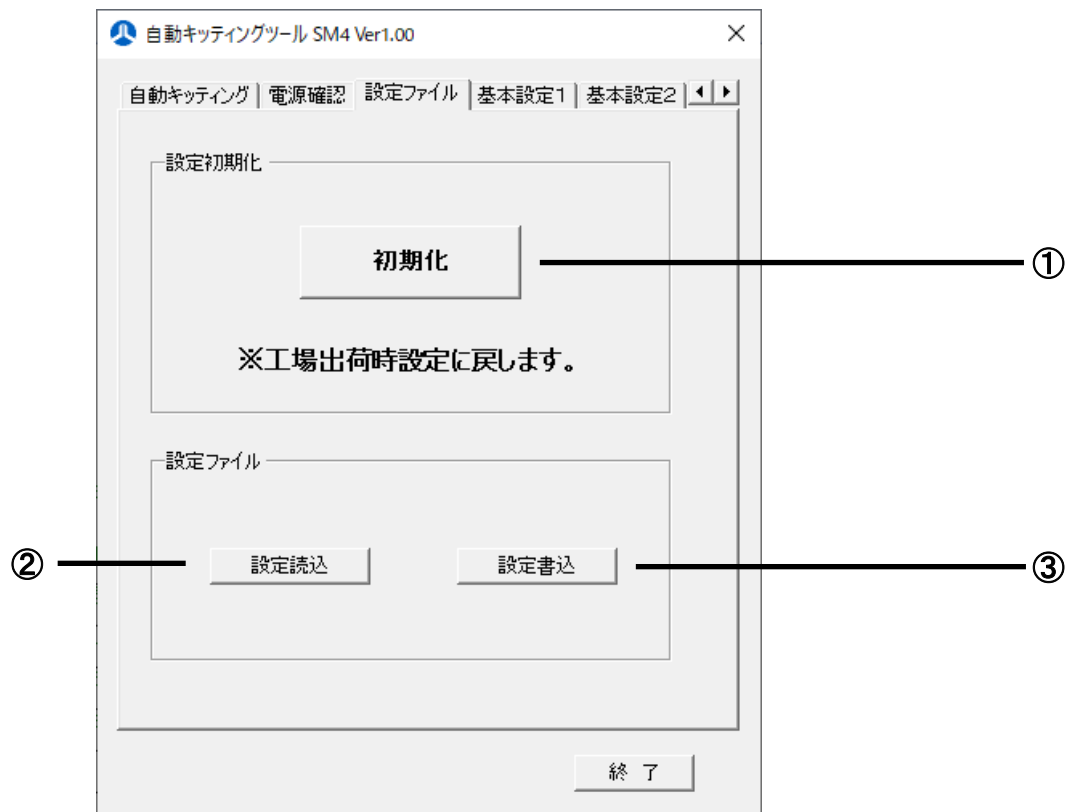 自動キッティングツール SM4 Ver1.00
自動キッティング 電源確認 設定ファイル 基本設定1 基本設定2
設定初期化
初期化
①
※工場出荷時設定に戻します。
設定ファイル
②
設定読込
設定書込
③
終 了